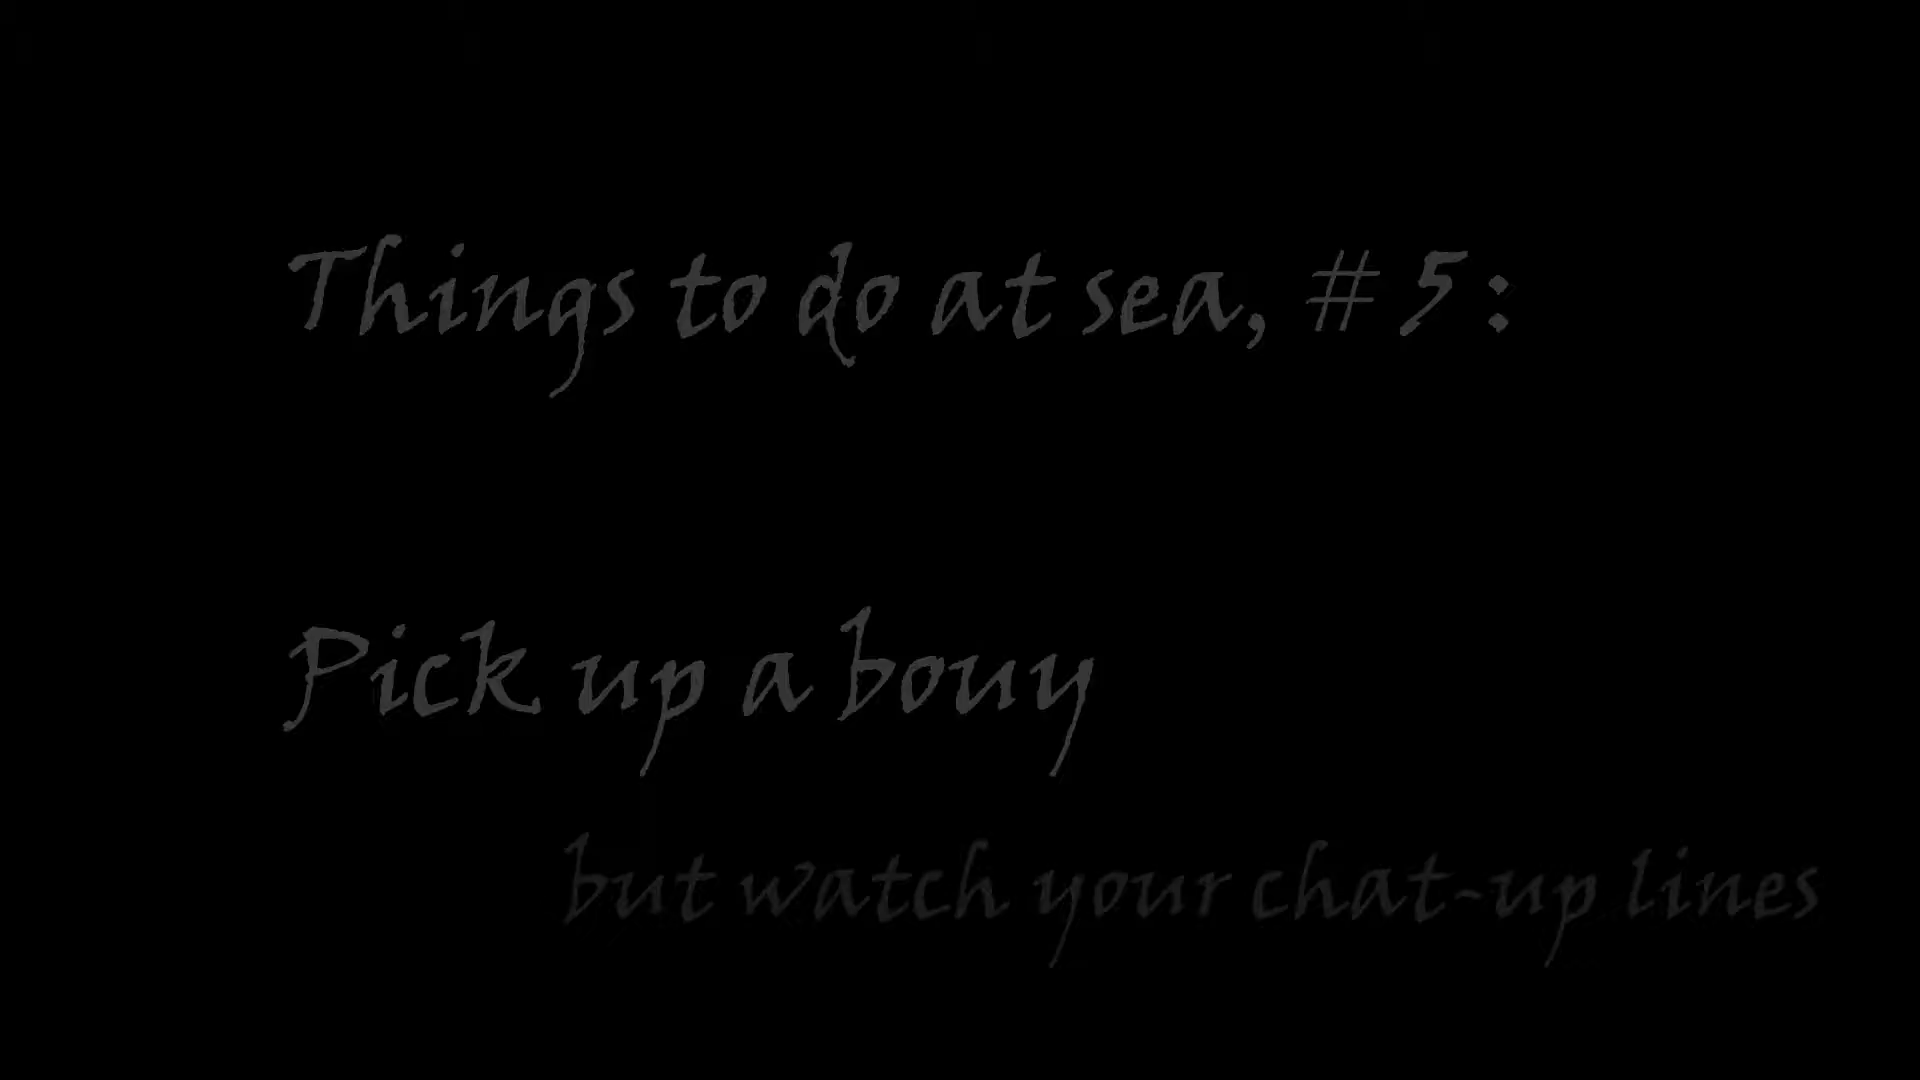 Things to do at sea, #5:
Pick up a bouy
but watch your chat-up lines